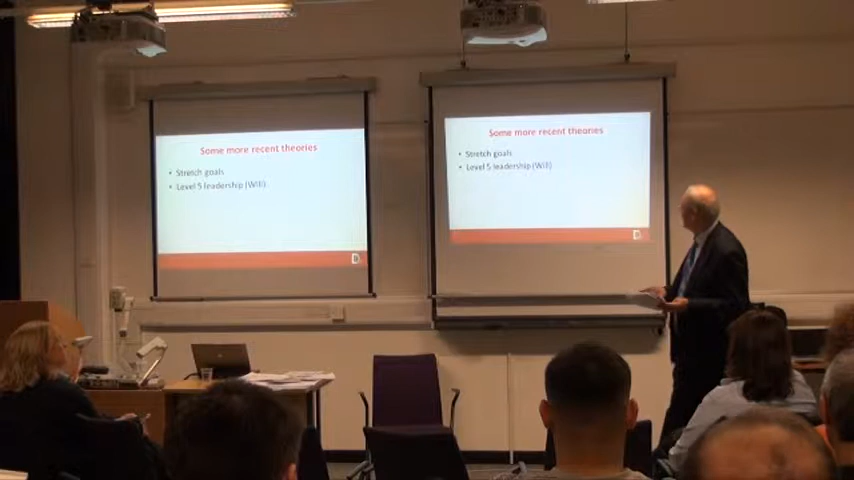 Some more recent theories
• Stretch goals
• Level 5 leadership (Will)
Some more recent theories
• Stretch goals
• Level 5 leadership (Will)